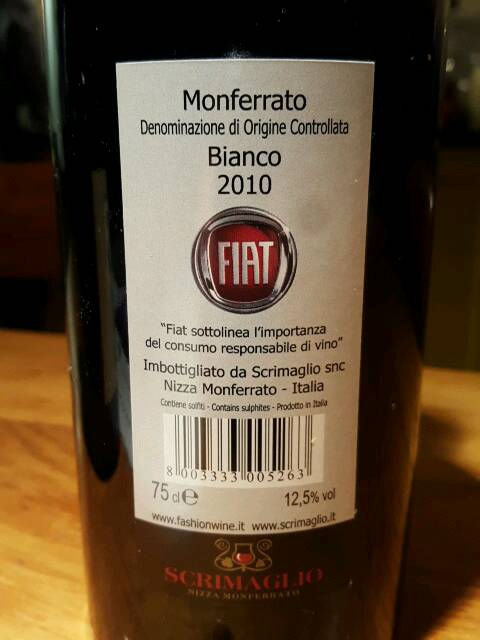 Monferrato
Denominazione di Origine Controllata
Bianco
2010
FIAT
"Fiat sottolinea l'importanza
del consumo responsabile di vino"
Imbottigliato da Scrimaglio snc
Nizza Monferrato - Italia
Contiene solfiti - Contains sulphites - Prodotto in Italia
8 003333 005263
75 cl e 12,5% vol
www.fashionwine.it www.scrimaglio.it
SCRIMAGLIO
NIZZA MONFERRATO